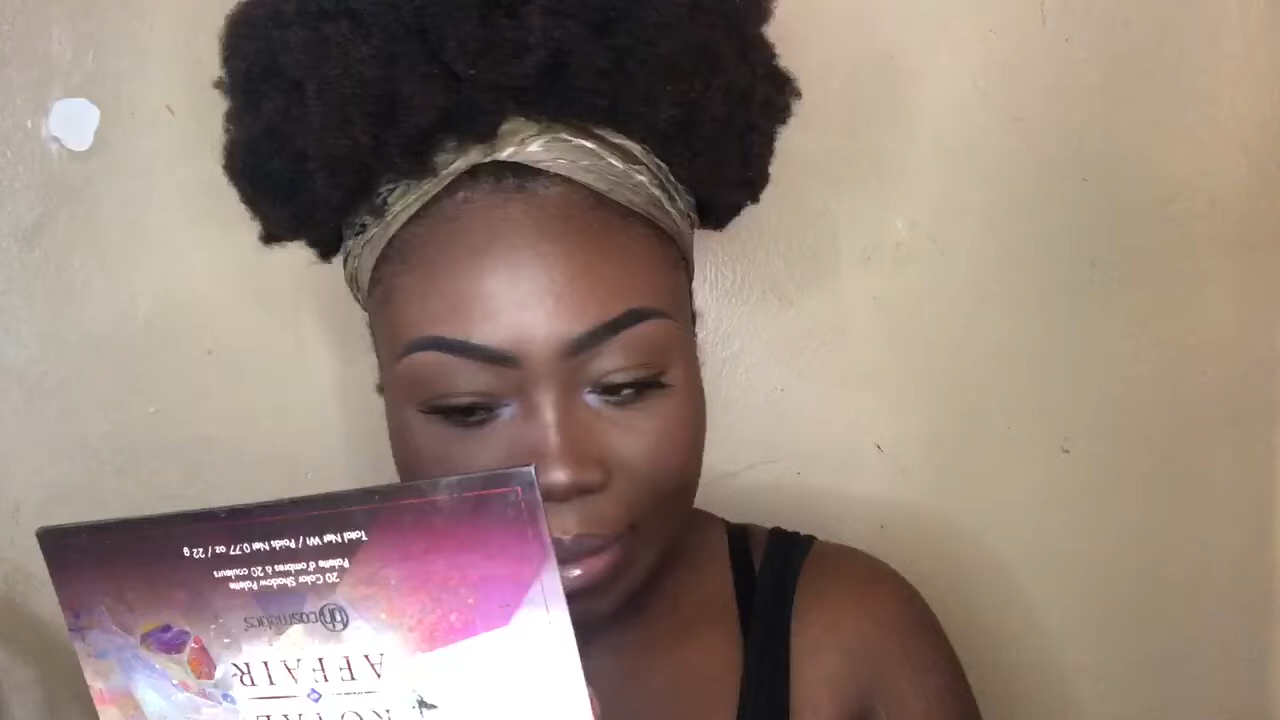 ROYAL
AFFAIR
bh cosmetics
20 Color Shadow Palette
Palette d'ombres à 20 couleurs
Total Net Wt / Poids Net 0.77 oz / 22 g